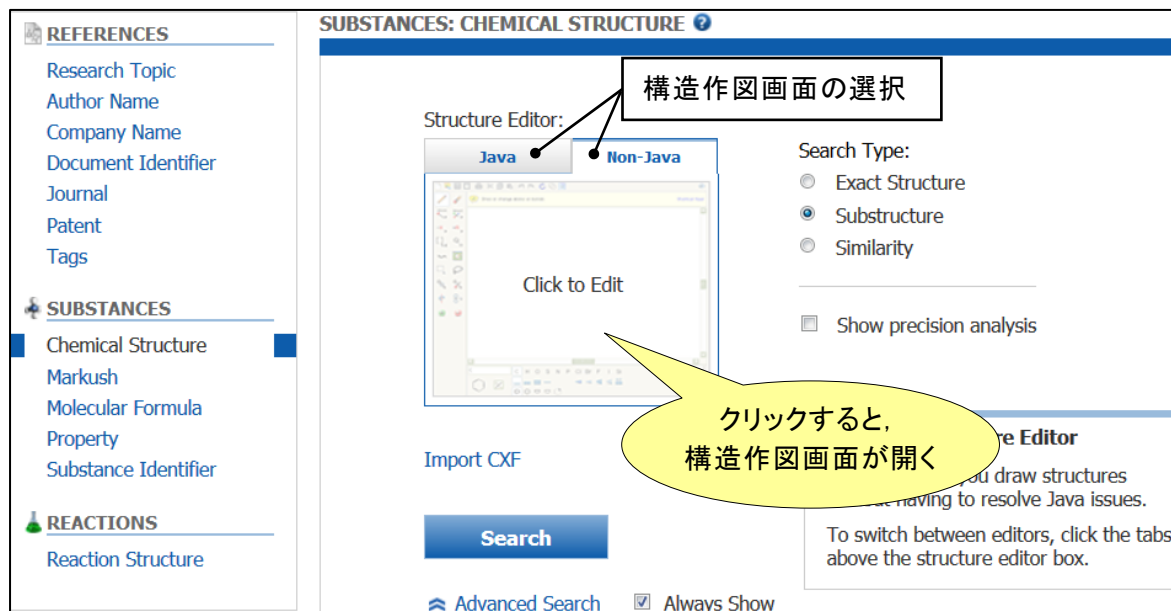 REFERENCES
Research Topic
Author Name
Company Name
Document Identifier
Journal
Patent
Tags
SUBSTANCES
Chemical Structure
Markush
Molecular Formula
Property
Substance Identifier
REACTIONS
Reaction Structure
SUBSTANCES: CHEMICAL STRUCTURE ?
構造作図画面の選択
Structure Editor:
Java
Non-Java
Click to Edit
Search Type:
Exact Structure
Substructure
Similarity
Show precision analysis
クリックすると,
構造作図画面が開く
Import CXF
Search
Advanced Search
Always Show
re Editor
you draw structures
having to resolve Java issues.
To switch between editors, click the tabs
above the structure editor box.